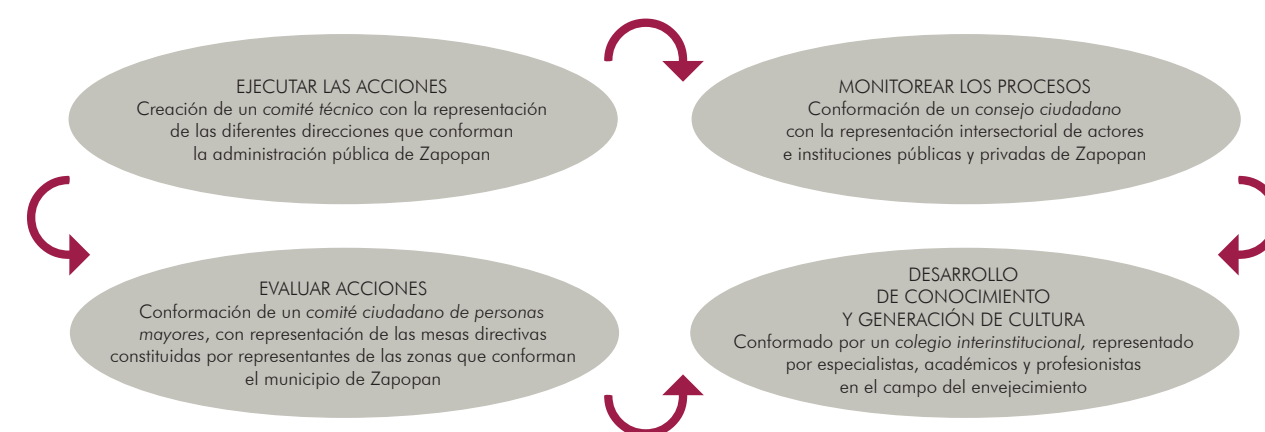 EJECUTAR LAS ACCIONES
Creación de un comité técnico con la representación
de las diferentes direcciones que conforman
la administración pública de Zapopan
MONITOREAR LOS PROCESOS
Conformación de un consejo ciudadano
con la representación intersectorial de actores
e instituciones públicas y privadas de Zapopan
EVALUAR ACCIONES
Conformación de un comité ciudadano de personas
mayores, con representación de las mesas directivas
constituidas por representantes de las zonas que conforman
el municipio de Zapopan
DESARROLLO
DE CONOCIMIENTO
Y GENERACIÓN DE CULTURA
Conformado por un colegio interinstitucional, representado
por especialistas, académicos y profesionistas
en el campo del envejecimiento